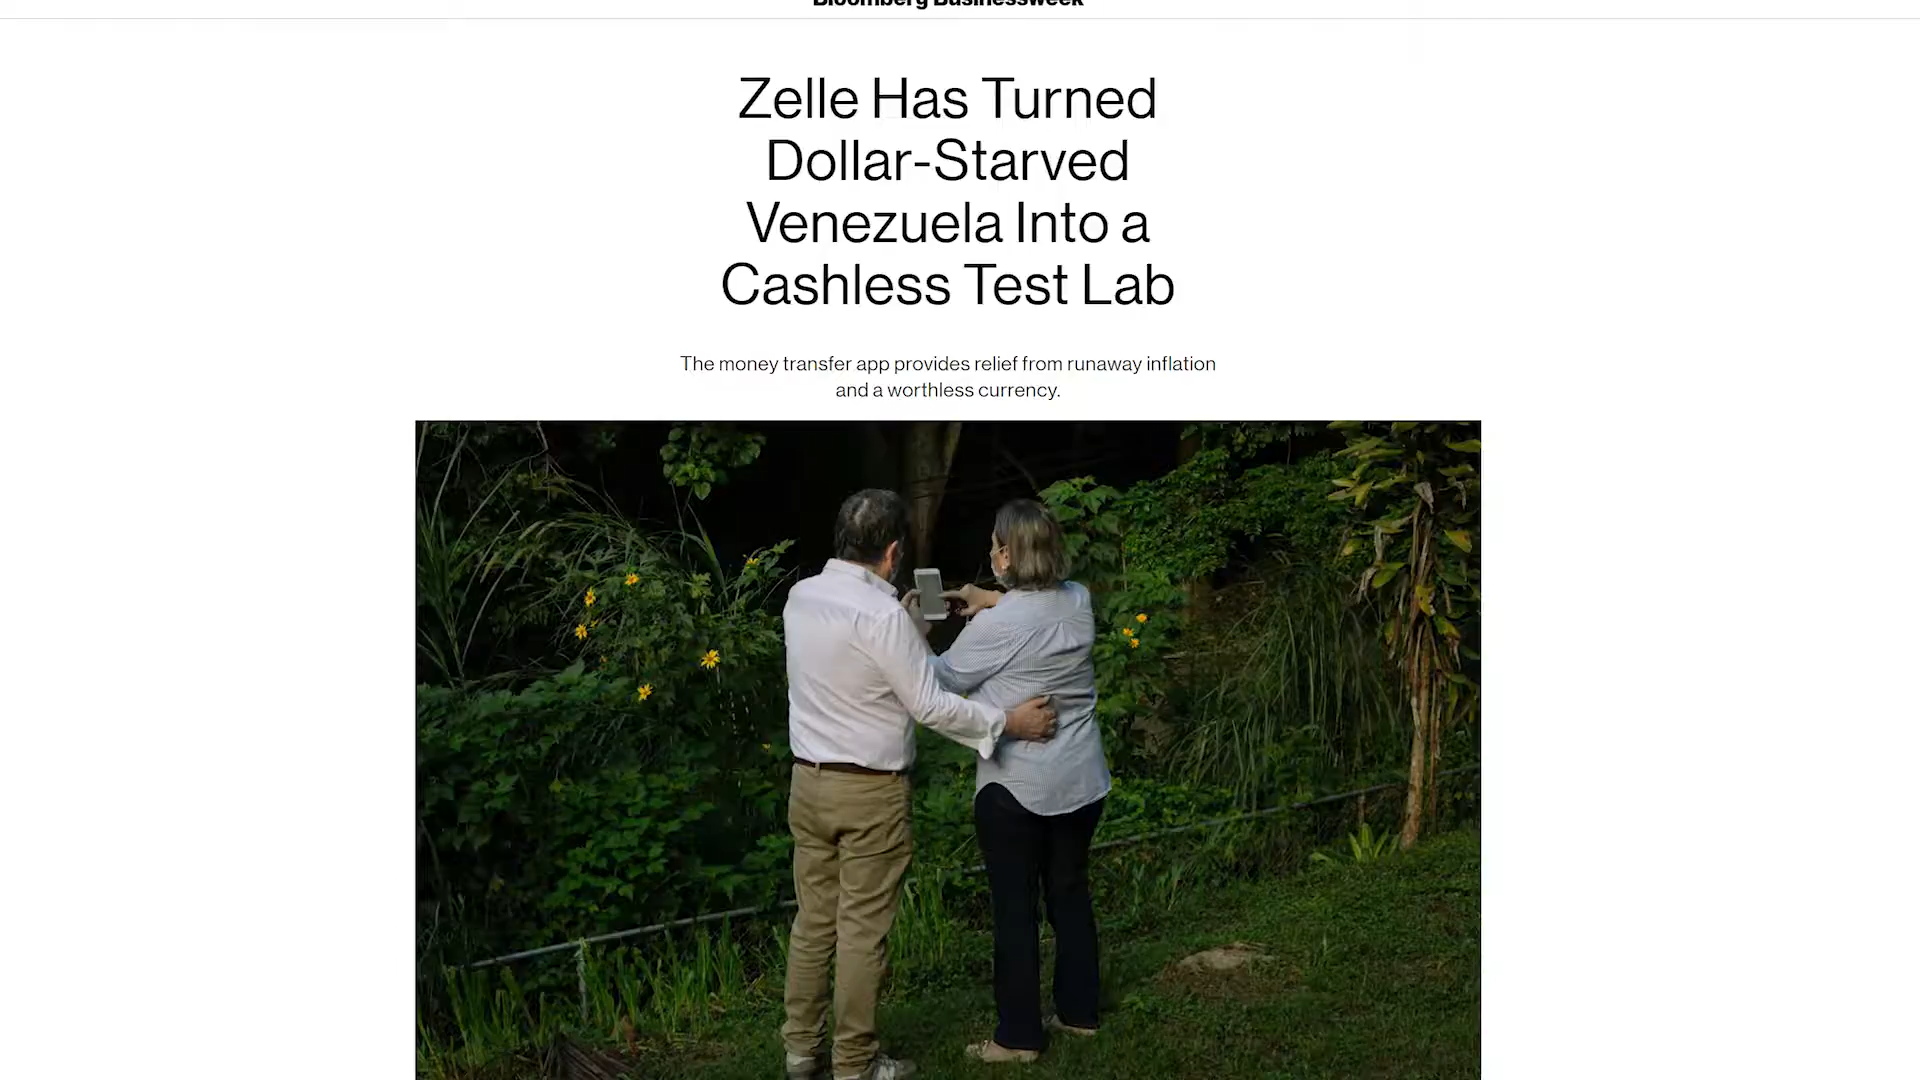 Bloomberg Businessweek
Zelle Has Turned
Dollar-Starved
Venezuela Into a
Cashless Test Lab
The money transfer app provides relief from runaway inflation
and a worthless currency.